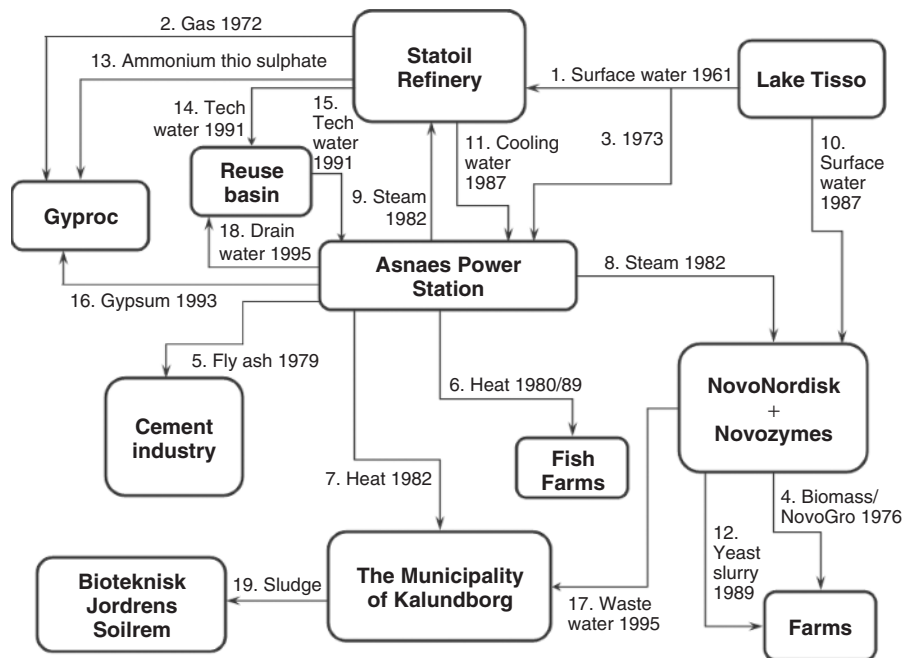 2. Gas 1972
13. Ammonium thio sulphate
Statoil
Refinery
1. Surface water 1961
Lake Tisso
14. Tech
water 1991
15.
Tech
water
1991
11. Cooling
water
1987
3. 1973
10.
Surface
water
1987
Reuse
basin
9. Steam
1982
Gyproc
18. Drain
water 1995
Asnaes Power
Station
8. Steam 1982
16. Gypsum 1993
5. Fly ash 1979
6. Heat 1980/89
NovoNordisk
+
Novozymes
Cement
industry
Fish
Farms
7. Heat 1982
4. Biomass/
NovoGro 1976
12.
Yeast
slurry
1989
Bioteknisk
Jordrens
Soilrem
19. Sludge
The Municipality
of Kalundborg
17. Waste
water 1995
Farms